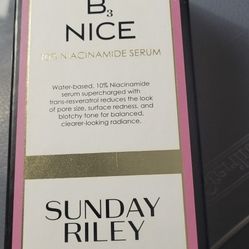 B₃
NICE
10% NIACINAMIDE SERUM
Water-based, 10% Niacinamide
serum supercharged with
trans-resveratrol reduces the look
of pore size, surface redness, and
blotchy tone for balanced,
clearer-looking radiance.
SUNDAY
RILEY